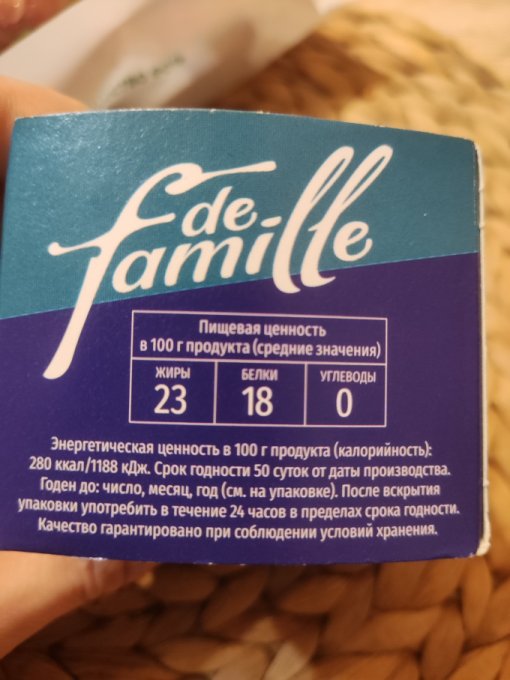 de
famille
Пищевая ценность
в 100 г продукта (средние значения)
ЖИРЫ БЕЛКИ УГЛЕВОДЫ
23 18 0
Энергетическая ценность в 100 г продукта (калорийность):
280 ккал/1188 кДж. Срок годности 50 суток от даты производства.
Годен до: число, месяц, год (см. на упаковке). После вскрытия
упаковки употребить в течение 24 часов в пределах срока годности.
Качество гарантировано при соблюдении условий хранения.